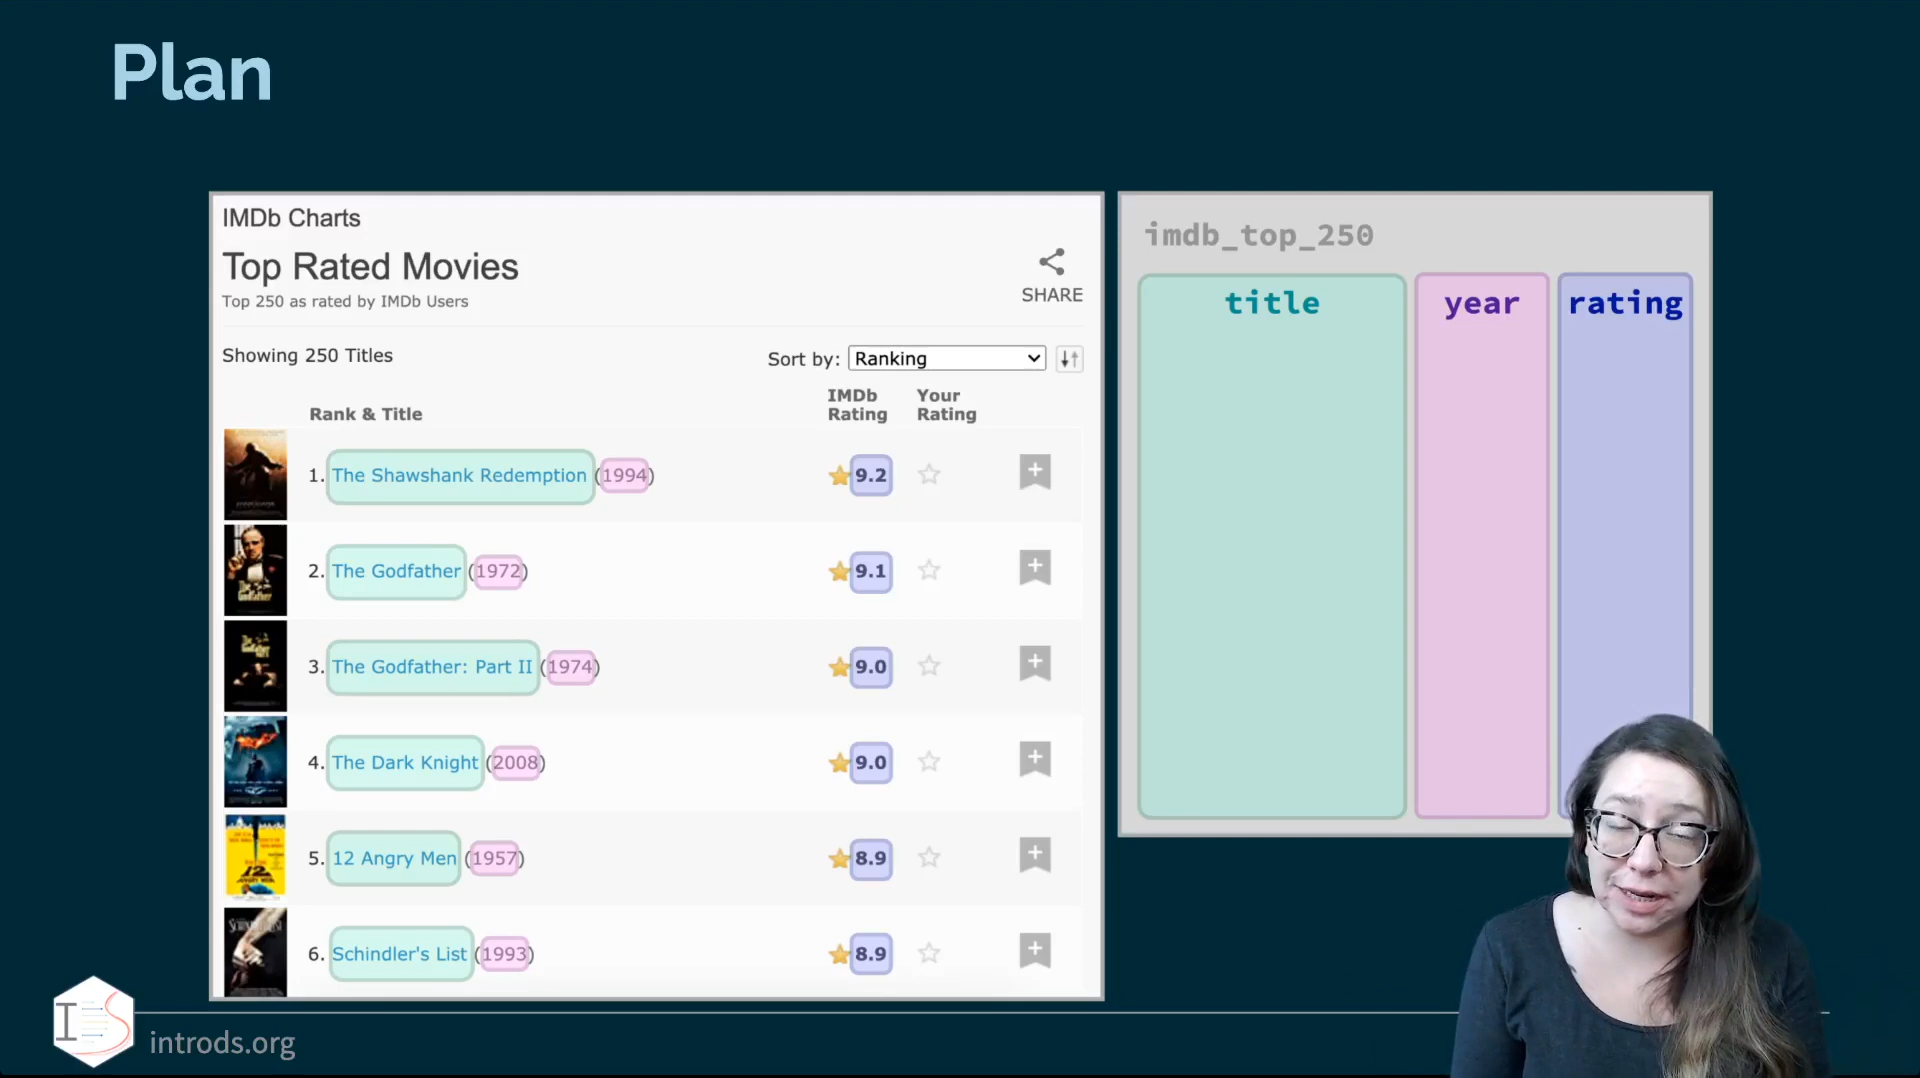 Plan
IMDb Charts
Top Rated Movies
Top 250 as rated by IMDb Users
SHARE
Showing 250 Titles
Sort by: Ranking
Rank & Title
IMDb Rating
Your Rating
1. The Shawshank Redemption (1994) 9.2
2. The Godfather (1972) 9.1
3. The Godfather: Part II (1974) 9.0
4. The Dark Knight (2008) 9.0
5. 12 Angry Men (1957) 8.9
6. Schindler's List (1993) 8.9
imdb_top_250
title year rating
introds.org